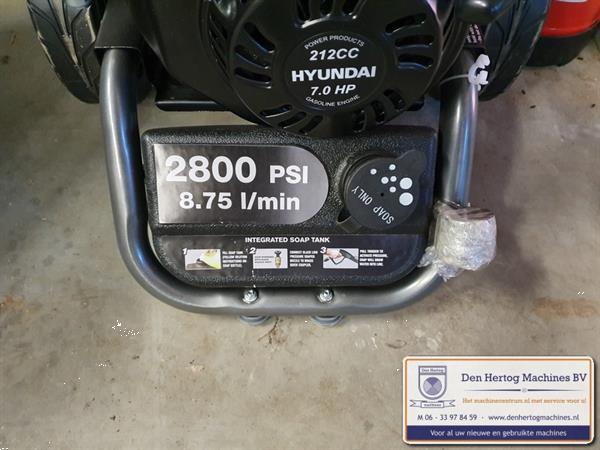 POWER PRODUCTS
212CC
HYUNDAI
7.0 HP
GASOLINE ENGINE
2800 PSI
8.75 l/min
SOAP ONLY
INTEGRATED SOAP TANK
1
2
3
Den Hertog
Den Hertog Machines BV
Het machinecentrum.nl met service voor u!
M 06 - 33 97 84 59 · www.denhertogmachines.nl
Voor al uw nieuwe en gebruikte machines